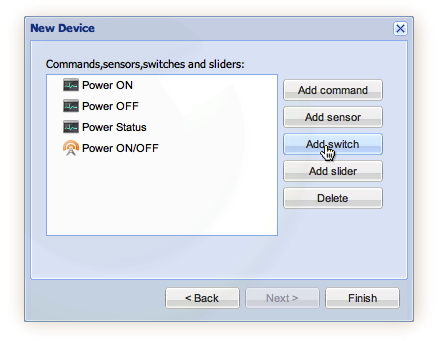 New Device
Commands,sensors,switches and sliders:
Power ON
Power OFF
Power Status
Power ON/OFF
Add command
Add sensor
Add switch
Add slider
Delete
< Back
Next >
Finish